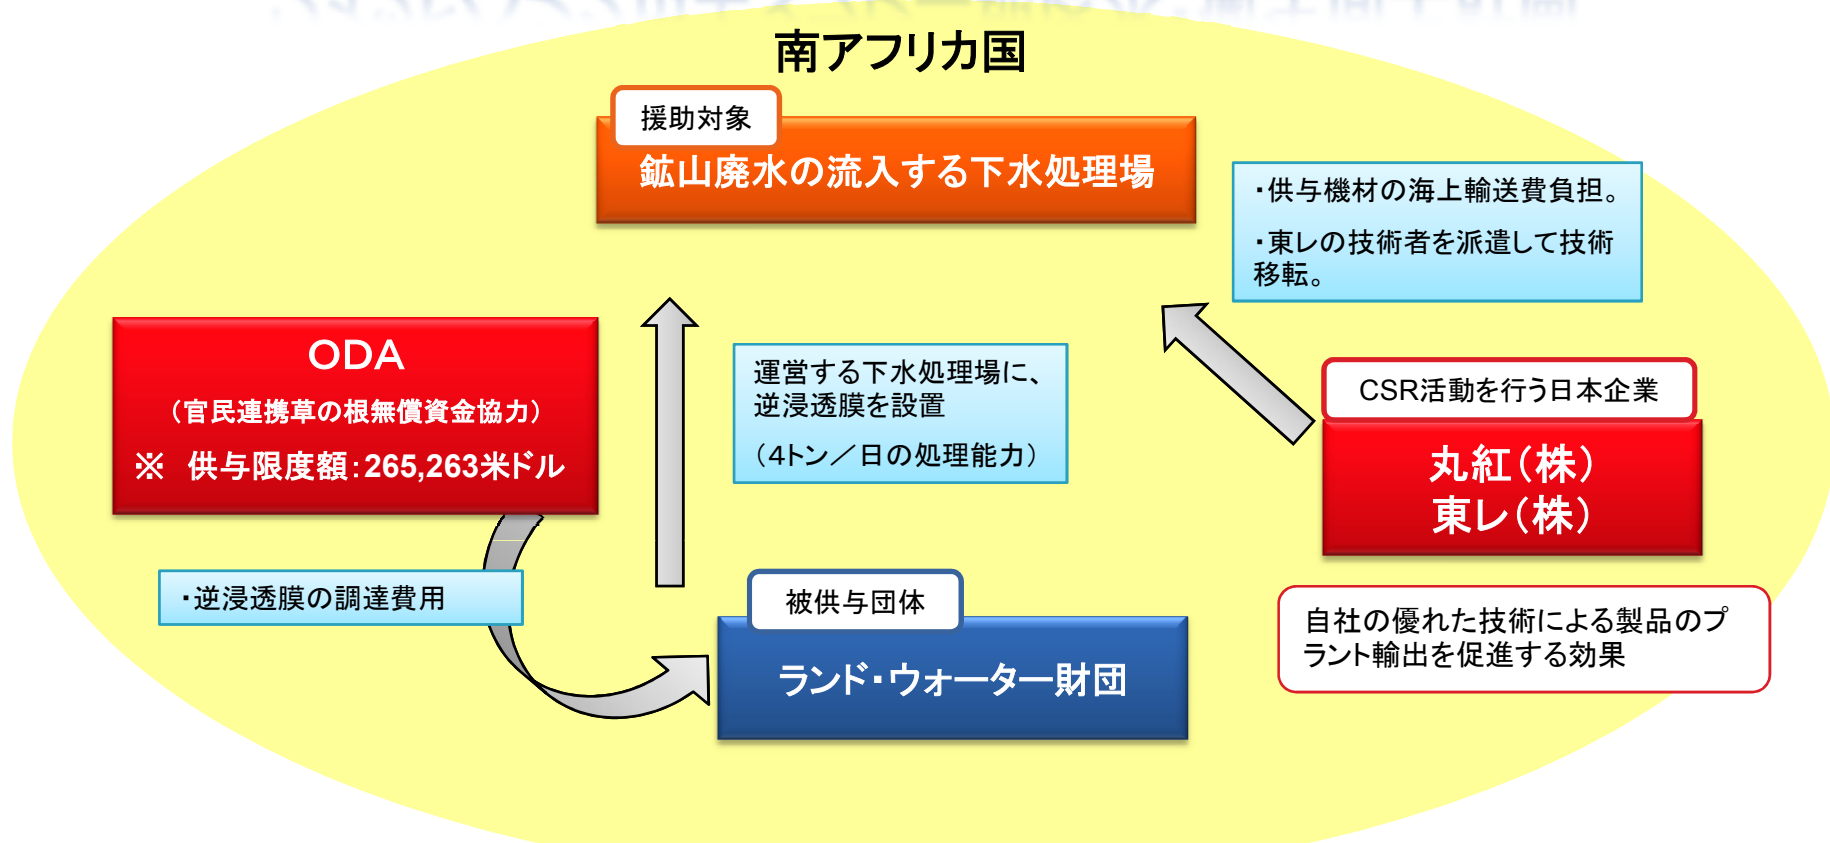 南アフリカ国
援助対象
鉱山廃水の流入する下水処理場
・供与機材の海上輸送費負担。
・東レの技術者を派遣して技術
移転。
ODA
（官民連携草の根無償資金協力）
※ 供与限度額：265,263米ドル
運営する下水処理場に、
逆浸透膜を設置
（4トン／日の処理能力）
CSR活動を行う日本企業
丸紅（株）
東レ（株）
・逆浸透膜の調達費用
被供与団体
ランド・ウォーター財団
自社の優れた技術による製品のプ
ラント輸出を促進する効果